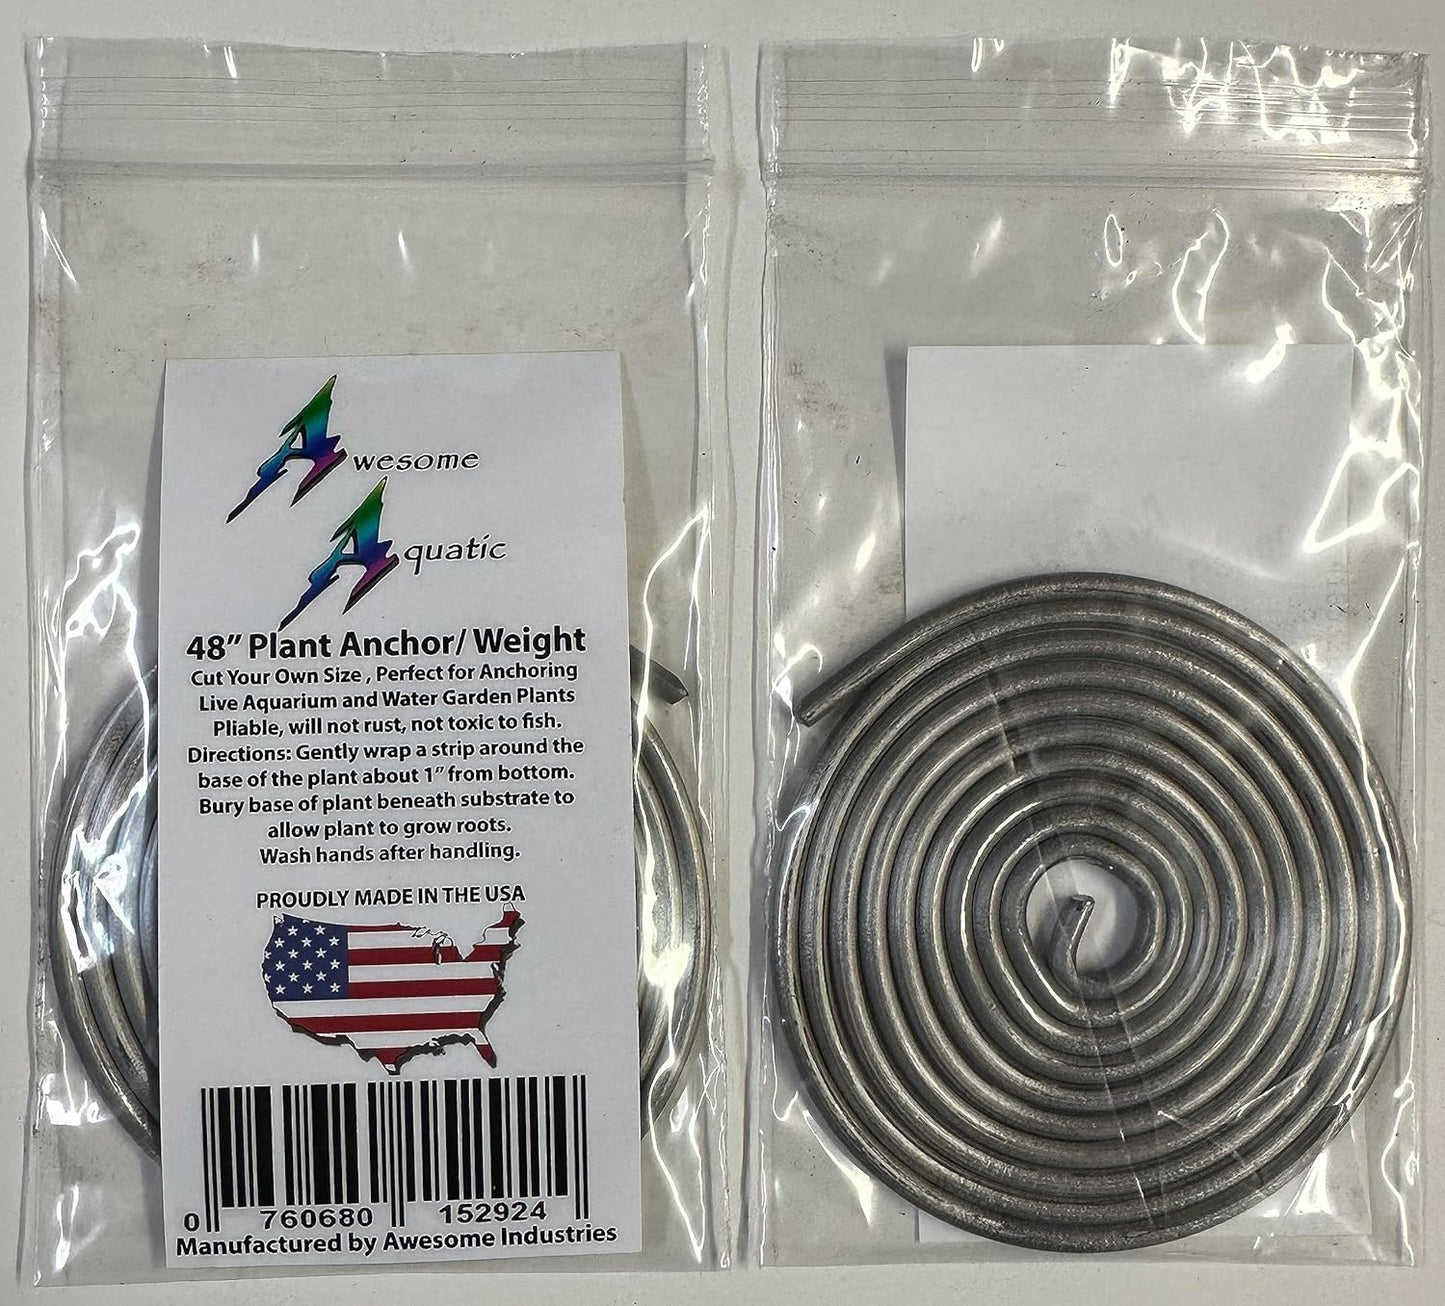 Awesome
Aquatic
48” Plant Anchor/ Weight
Cut Your Own Size , Perfect for Anchoring
Live Aquarium and Water Garden Plants
Pliable, will not rust, not toxic to fish.
Directions: Gently wrap a strip around the
base of the plant about 1” from bottom.
Bury base of plant beneath substrate to
allow plant to grow roots.
Wash hands after handling.
PROUDLY MADE IN THE USA
0 760680 152924
Manufactured by Awesome Industries